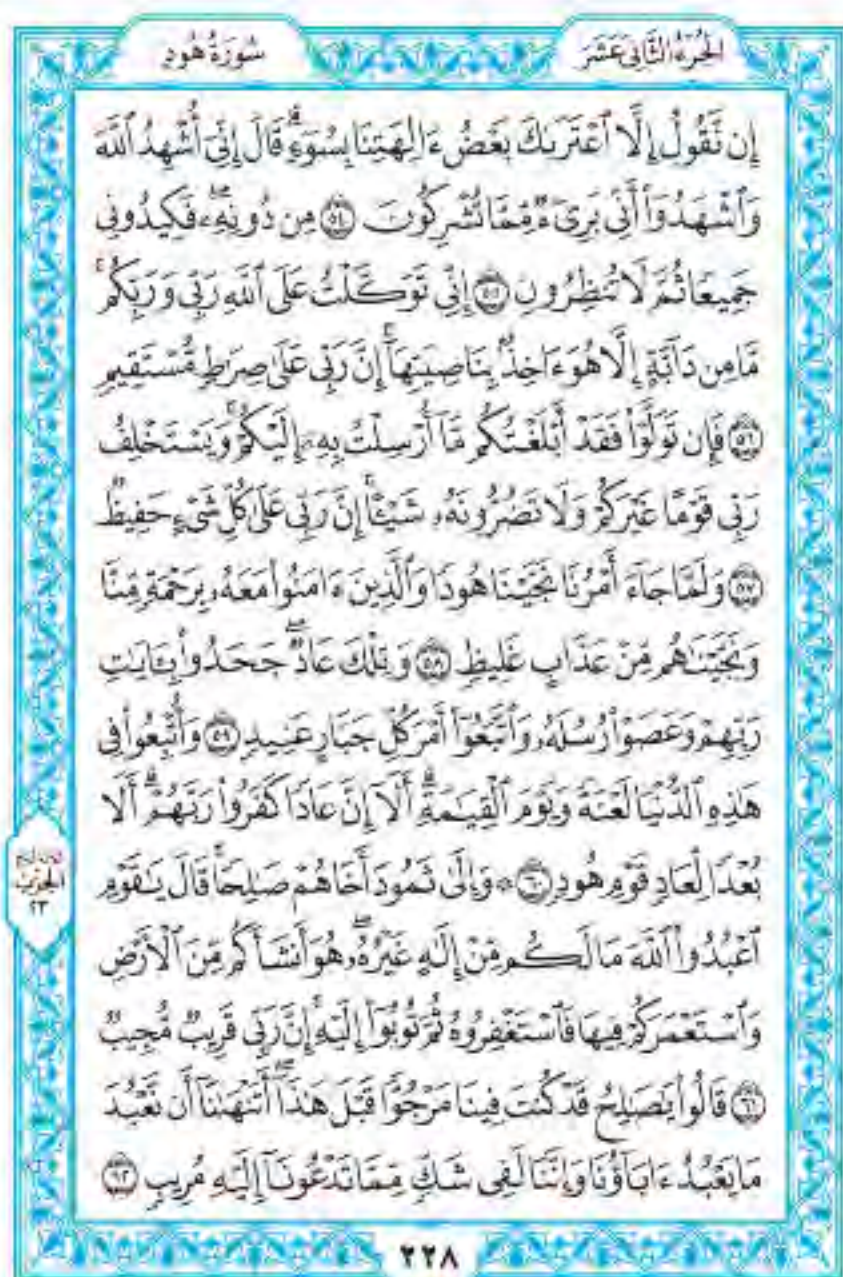 الجزء الثاني عشر
سورة هود
إِن نَّقُولُ إِلَّا ٱعْتَرَىٰكَ بَعْضُ ءَالِهَتِنَا بِسُوٓءٍۗ قَالَ إِنِّىٓ أُشْهِدُ ٱللَّهَ
وَٱشْهَدُوٓا۟ أَنِّى بَرِىٓءٌ مِّمَّا تُشْرِكُونَ ٥٤ مِن دُونِهِۦۖ فَكِيدُونِى
جَمِيعًا ثُمَّ لَا تُنظِرُونِ ٥٥ إِنِّى تَوَكَّلْتُ عَلَى ٱللَّهِ رَبِّى وَرَبِّكُمۚ
مَّا مِن دَآبَّةٍ إِلَّا هُوَ ءَاخِذٌۢ بِنَاصِيَتِهَآۚ إِنَّ رَبِّى عَلَىٰ صِرَٰطٍ مُّسْتَقِيمٍ
٥٦ فَإِن تَوَلَّوْا۟ فَقَدْ أَبْلَغْتُكُم مَّآ أُرْسِلْتُ بِهِۦٓ إِلَيْكُمْۚ وَيَسْتَخْلِفُ
رَبِّى قَوْمًا غَيْرَكُمْ وَلَا تَضُرُّونَهُۥ شَيْـًٔاۚ إِنَّ رَبِّى عَلَىٰ كُلِّ شَىْءٍ حَفِيظٌ
٥٧ وَلَمَّا جَآءَ أَمْرُنَا نَجَّيْنَا هُودًا وَٱلَّذِينَ ءَامَنُوا۟ مَعَهُۥ بِرَحْمَةٍ مِّنَّا
وَنَجَّيْنَٰهُم مِّنْ عَذَابٍ غَلِيظٍ ٥٨ وَتِلْكَ عَادٌۖ جَحَدُوا۟ بِـَٔايَٰتِ
رَبِّهِمْ وَعَصَوْا۟ رُسُلَهُۥ وَٱتَّبَعُوٓا۟ أَمْرَ كُلِّ جَبَّارٍ عَنِيدٍ ٥٩ وَأُتْبِعُوا۟ فِى
هَٰذِهِ ٱلدُّنْيَا لَعْنَةً وَيَوْمَ ٱلْقِيَٰمَةِۗ أَلَآ إِنَّ عَادًا كَفَرُوا۟ رَبَّهُمْۗ أَلَا
بُعْدًا لِّعَادٍ قَوْمِ هُودٍ ٦٠ ۞ وَإِلَىٰ ثَمُودَ أَخَاهُمْ صَٰلِحًاۚ قَالَ يَٰقَوْمِ
ٱعْبُدُوا۟ ٱللَّهَ مَا لَكُم مِّنْ إِلَٰهٍ غَيْرُهُۥۖ هُوَ أَنشَأَكُم مِّنَ ٱلْأَرْضِ
وَٱسْتَعْمَرَكُمْ فِيهَا فَٱسْتَغْفِرُوهُ ثُمَّ تُوبُوٓا۟ إِلَيْهِۚ إِنَّ رَبِّى قَرِيبٌ مُّجِيبٌ
٦١ قَالُوا۟ يَٰصَٰلِحُ قَدْ كُنتَ فِينَا مَرْجُوًّا قَبْلَ هَٰذَآۖ أَتَنْهَىٰنَآ أَن نَّعْبُدَ
مَا يَعْبُدُ ءَابَآؤُنَا وَإِنَّنَا لَفِى شَكٍّ مِّمَّا تَدْعُونَآ إِلَيْهِ مُرِيبٍ ٦٢
الحزب
٢٣
٢٢٨